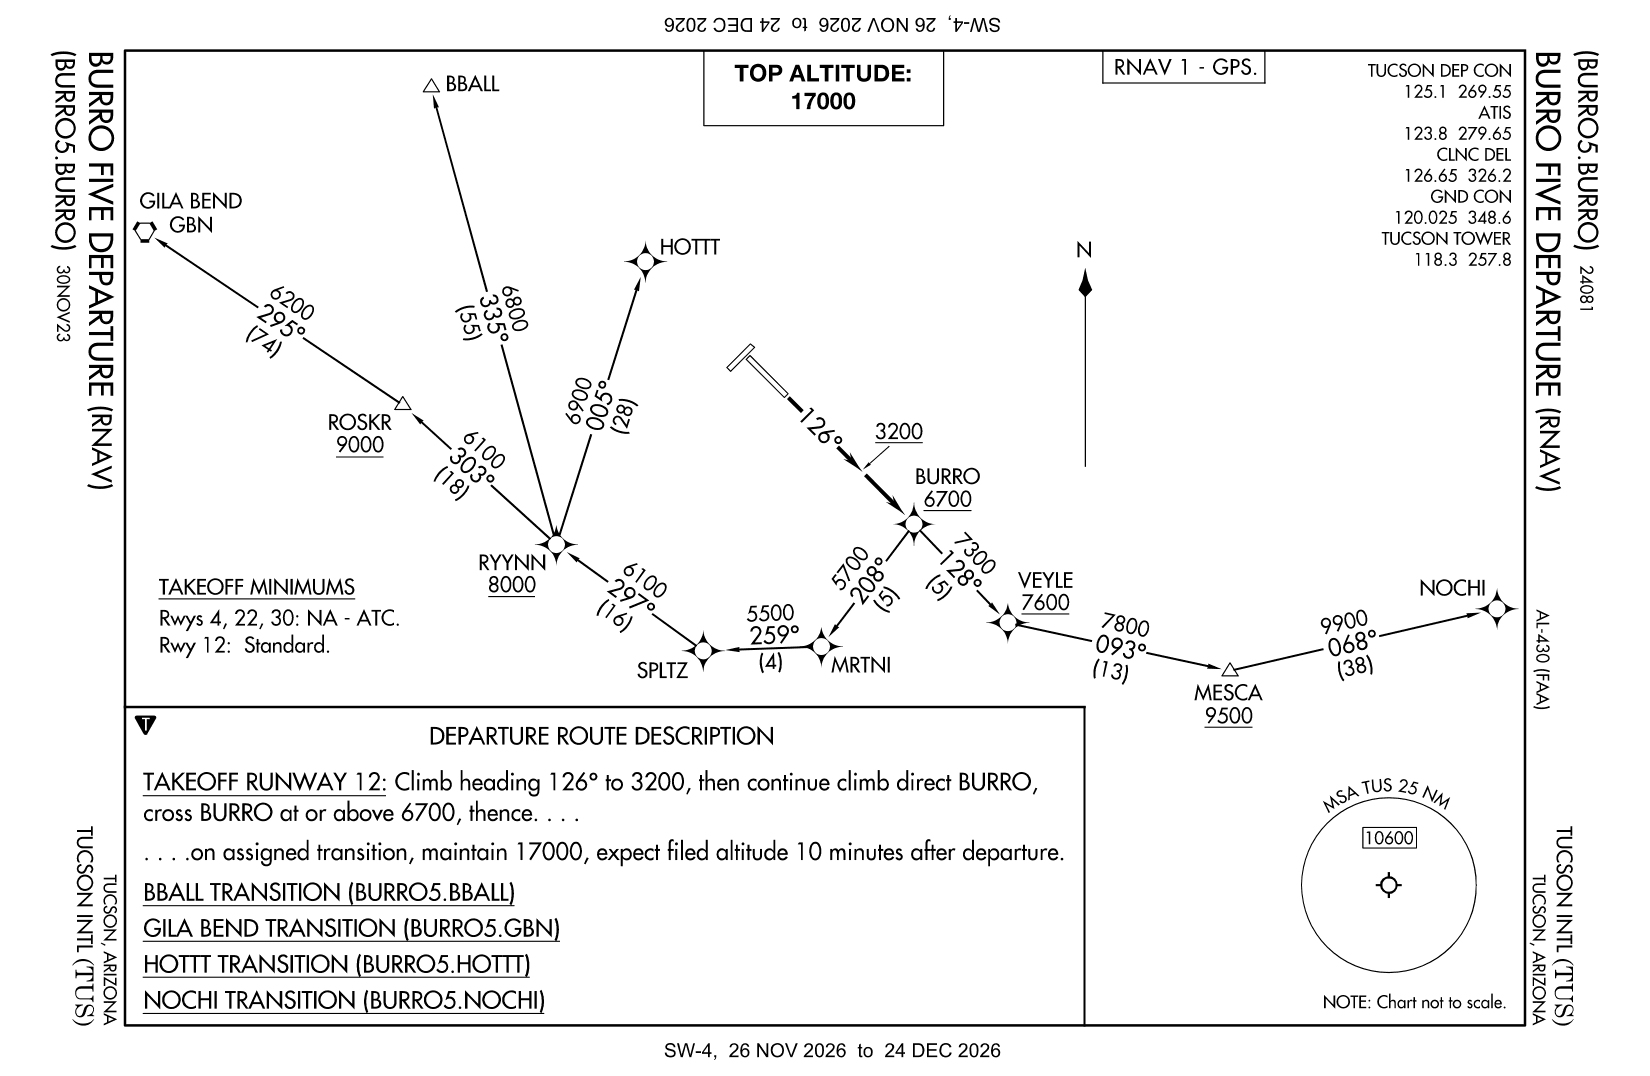 SW-4, 26 NOV 2026 to 24 DEC 2026
BURRO FIVE DEPARTURE (RNAV)
(BURRO5.BURRO) 30NOV23
TUCSON, ARIZONA
TUCSON INTL (TUS)
(BURRO5.BURRO) 24081
BURRO FIVE DEPARTURE (RNAV)
AL-430 (FAA)
TUCSON INTL (TUS)
TUCSON, ARIZONA
TOP ALTITUDE:
17000
RNAV 1 - GPS.
TUCSON DEP CON
125.1 269.55
ATIS
123.8 279.65
CLNC DEL
126.65 326.2
GND CON
120.025 348.6
TUCSON TOWER
118.3 257.8
BBALL
GILA BEND
GBN
HOTTT
N
6200
295°
(74)
6800
335°
(55)
6900
005°
(28)
ROSKR
9000
6100
303°
(18)
126°
3200
BURRO
6700
RYYNN
8000
6100
297°
(16)
5700
208°
(5)
7300
128°
(5)
VEYLE
7600
NOCHI
5500
259°
(4)
SPLTZ
MRTNI
7800
093°
(13)
9900
068°
(38)
MESCA
9500
TAKEOFF MINIMUMS
Rwys 4, 22, 30: NA - ATC.
Rwy 12: Standard.
T
DEPARTURE ROUTE DESCRIPTION
TAKEOFF RUNWAY 12: Climb heading 126° to 3200, then continue climb direct BURRO,
cross BURRO at or above 6700, thence. . . .
. . . .on assigned transition, maintain 17000, expect filed altitude 10 minutes after departure.
BBALL TRANSITION (BURRO5.BBALL)
GILA BEND TRANSITION (BURRO5.GBN)
HOTTT TRANSITION (BURRO5.HOTTT)
NOCHI TRANSITION (BURRO5.NOCHI)
MSA TUS 25 NM
10600
NOTE: Chart not to scale.
SW-4, 26 NOV 2026 to 24 DEC 2026